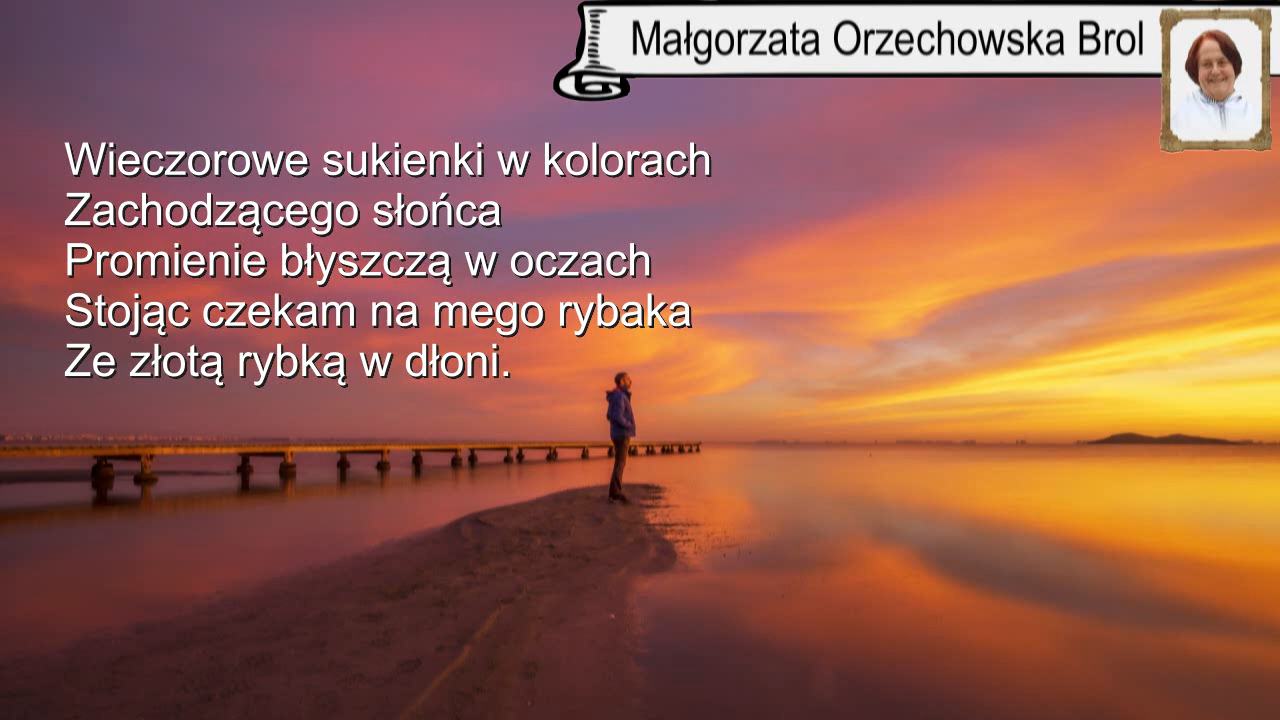 Małgorzata Orzechowska Brol
Wieczorowe sukienki w kolorach
Zachodzącego słońca
Promienie błyszczą w oczach
Stojąc czekam na mego rybaka
Ze złotą rybką w dłoni.